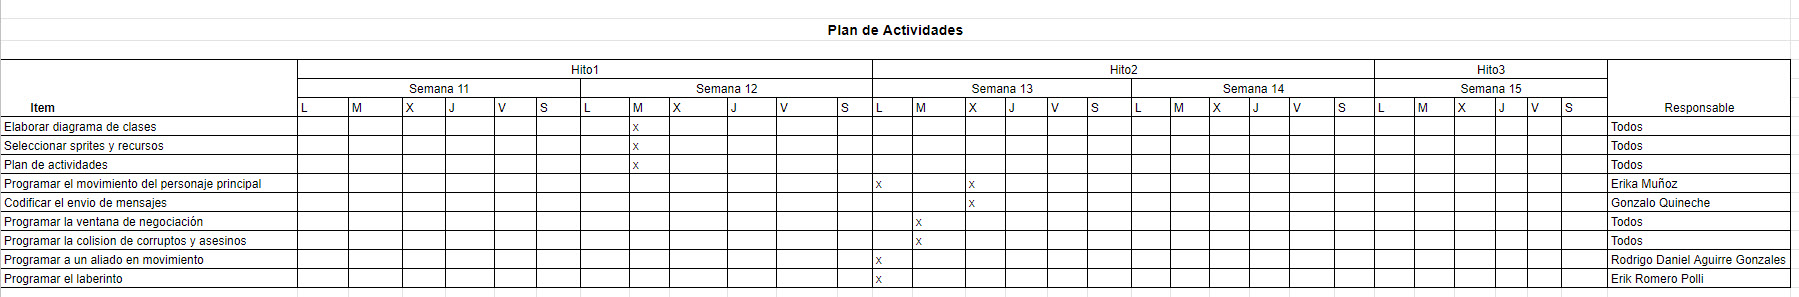 Plan de Actividades
Hito1 Hito2 Hito3
Semana 11 Semana 12 Semana 13 Semana 14 Semana 15
Item L M X J V S L M X J V S L M X J V S L M X J V S L M X J V S Responsable
Elaborar diagrama de clases x Todos
Seleccionar sprites y recursos x Todos
Plan de actividades x Todos
Programar el movimiento del personaje principal x x Erika Muñoz
Codificar el envio de mensajes x Gonzalo Quineche
Programar la ventana de negociación x Todos
Programar la colision de corruptos y asesinos x Todos
Programar a un aliado en movimiento x Rodrigo Daniel Aguirre Gonzales
Programar el laberinto x Erik Romero Polli